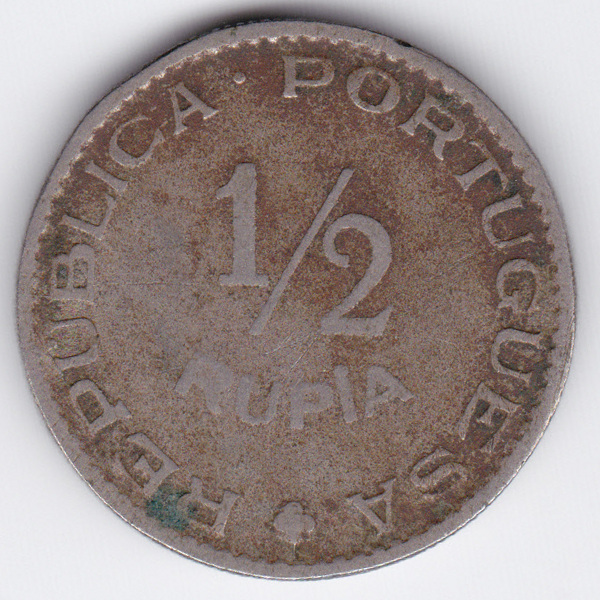 REPUBLICA · PORTUGUESA
1/2
RUPIA